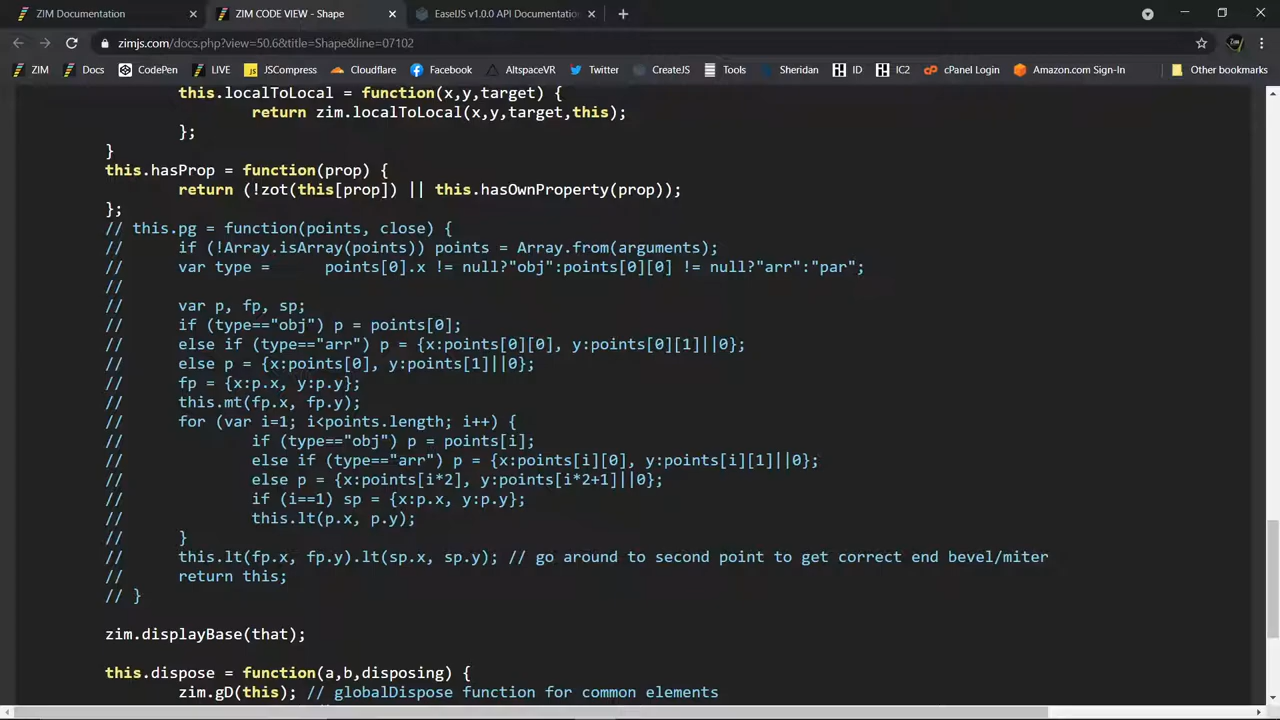 ZIM Documentation
ZIM CODE VIEW - Shape
EaselJS v1.0.0 API Documentatio
zimjs.com/docs.php?view=50.6&title=Shape&line=07102
ZIM
Docs
CodePen
LIVE
JSCompress
Cloudflare
Facebook
AltspaceVR
Twitter
CreateJS
Tools
Sheridan
ID
IC2
cPanel Login
Amazon.com Sign-In
Other bookmarks
this.localToLocal = function(x,y,target) {
return zim.localToLocal(x,y,target,this);
};
}
this.hasProp = function(prop) {
return (!zot(this[prop]) || this.hasOwnProperty(prop));
};
// this.pg = function(points, close) {
// if (!Array.isArray(points)) points = Array.from(arguments);
// var type = points[0].x != null?"obj":points[0][0] != null?"arr":"par";
//
// var p, fp, sp;
// if (type=="obj") p = points[0];
// else if (type=="arr") p = {x:points[0][0], y:points[0][1]||0};
// else p = {x:points[0], y:points[1]||0};
// fp = {x:p.x, y:p.y};
// this.mt(fp.x, fp.y);
// for (var i=1; i<points.length; i++) {
// if (type=="obj") p = points[i];
// else if (type=="arr") p = {x:points[i][0], y:points[i][1]||0};
// else p = {x:points[i*2], y:points[i*2+1]||0};
// if (i==1) sp = {x:p.x, y:p.y};
// this.lt(p.x, p.y);
// }
// this.lt(fp.x, fp.y).lt(sp.x, sp.y); // go around to second point to get correct end bevel/miter
// return this;
// }
zim.displayBase(that);
this.dispose = function(a,b,disposing) {
zim.gD(this); // globalDispose function for common elements